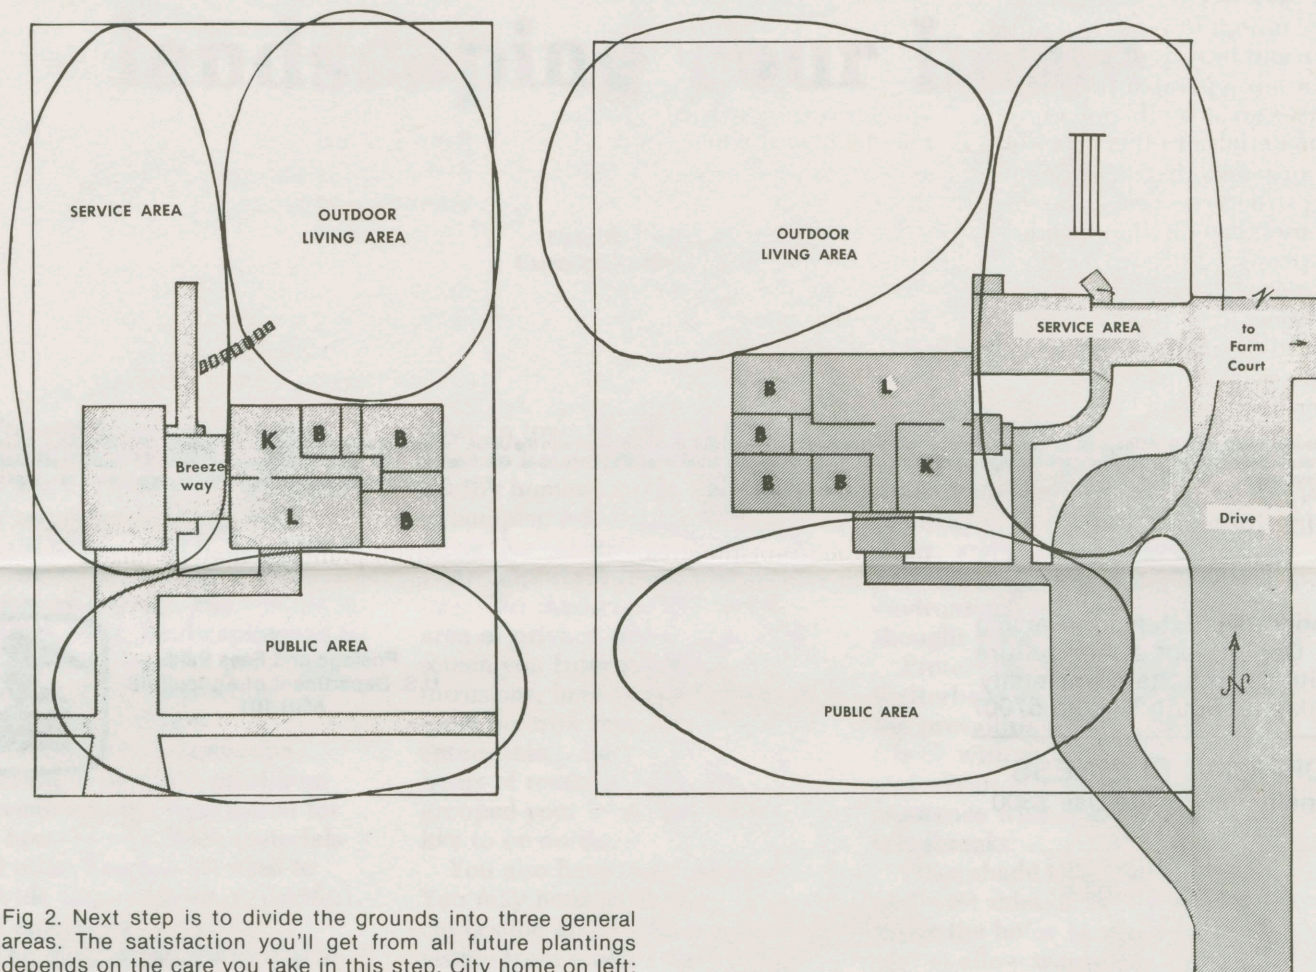 SERVICE AREA
OUTDOOR
LIVING AREA
Breeze
way
K
B
B
L
B
PUBLIC AREA
OUTDOOR
LIVING AREA
SERVICE AREA
to
Farm
Court
B
L
B
K
B
B
Drive
N
PUBLIC AREA
Fig 2. Next step is to divide the grounds into three general
areas. The satisfaction you'll get from all future plantings
depends on the care you take in this step. City home on left;